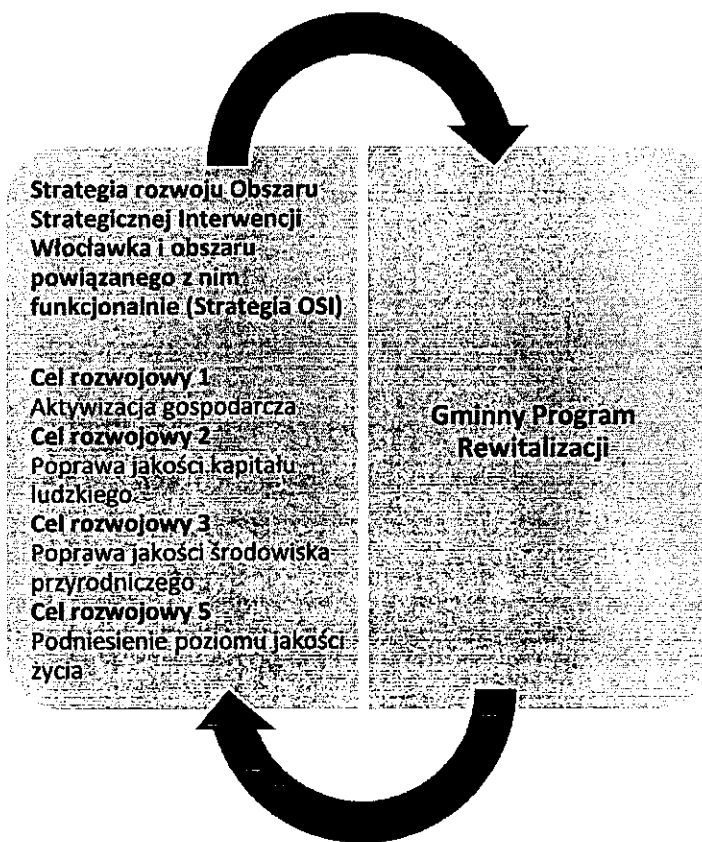 Strategia rozwoju Obszaru
Strategicznej Interwencji
Włocławka i obszaru
powiązanego z nim
funkcjonalnie (Strategia OSI)
Cel rozwojowy 1
Aktywizacja gospodarcza
Cel rozwojowy 2
Poprawa jakości kapitału
ludzkiego
Cel rozwojowy 3
Poprawa jakości środowiska
przyrodniczego
Cel rozwojowy 5
Podniesienie poziomu jakości
życia
Gminny Program
Rewitalizacji